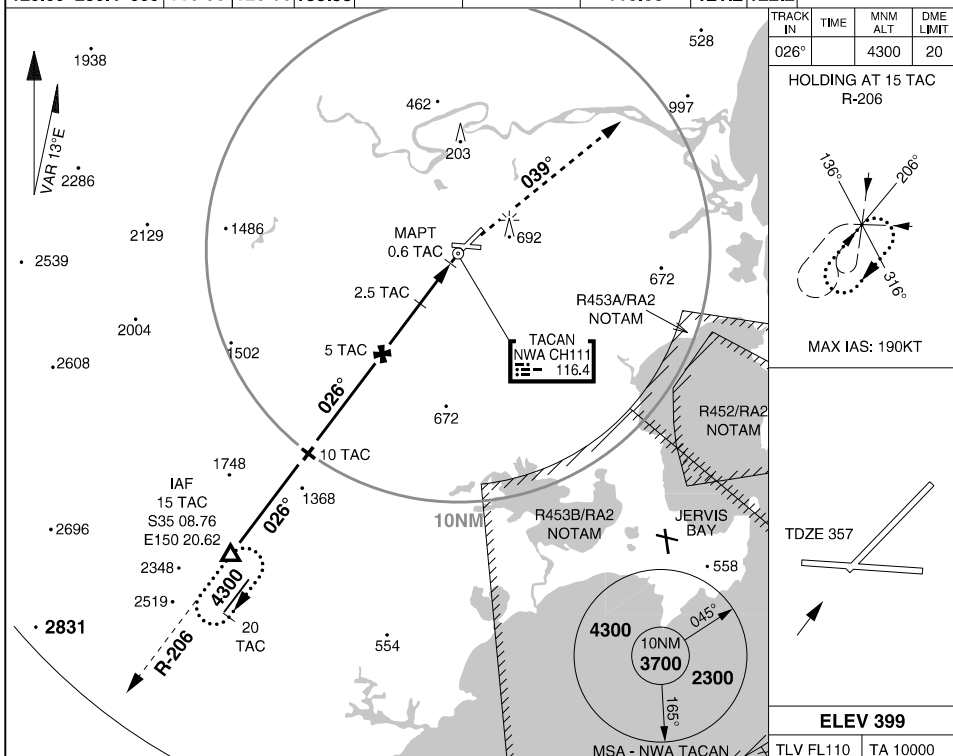 TRACK IN
TIME
MNM ALT
DME LIMIT
026°
4300
20
HOLDING AT 15 TAC
R-206
136°
206°
316°
MAX IAS: 190KT
TDZE 357
ELEV 399
TLV FL110
TA 10000
528
1938
462
997
203
VAR 13°E
2286
039°
2129
1486
MAPT
0.6 TAC
692
2539
672
2.5 TAC
R453A/RA2
NOTAM
2004
1502
5 TAC
TACAN
NWA CH111
116.4
2608
026°
672
R452/RA2
NOTAM
10 TAC
1748
IAF
15 TAC
S35 08.76
E150 20.62
1368
026°
10NM
R453B/RA2
NOTAM
JERVIS
BAY
2696
558
2348
4300
2519
20
TAC
2831
R-206
554
4300
045°
10NM
3700
2300
165°
MSA - NWA TACAN